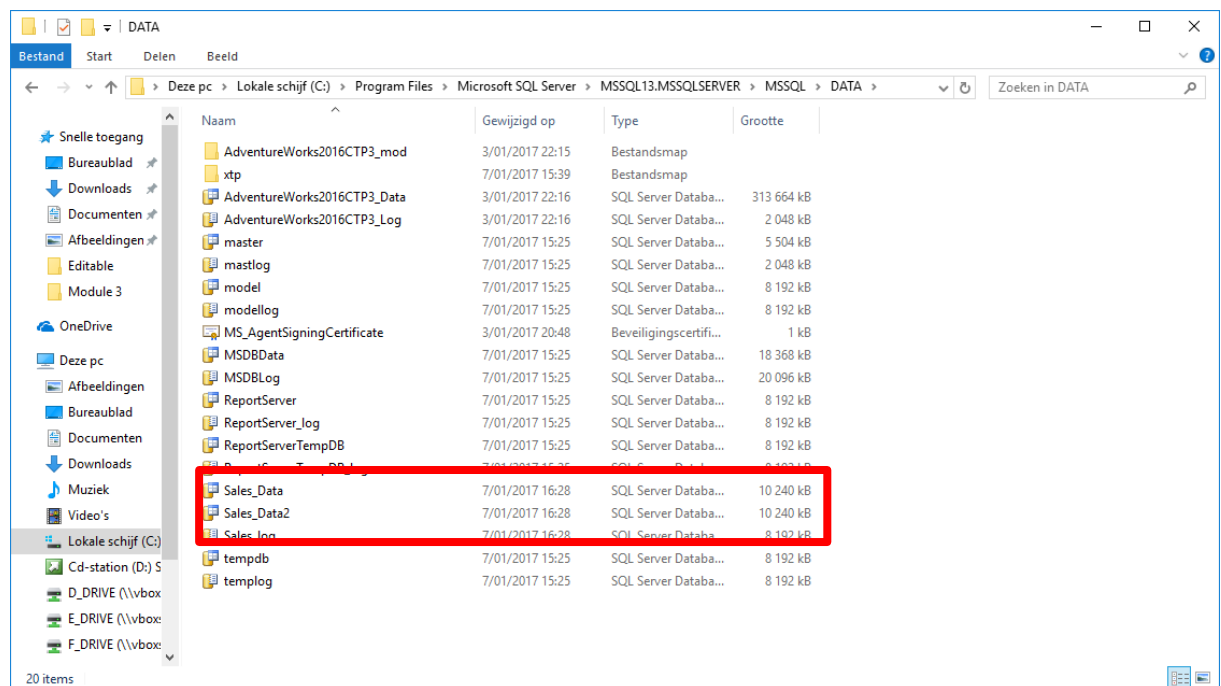 DATA
Bestand Start Delen Beeld
Deze pc > Lokale schijf (C:) > Program Files > Microsoft SQL Server > MSSQL13.MSSQLSERVER > MSSQL > DATA >
Zoeken in DATA
Snelle toegang
Bureaublad
Downloads
Documenten
Afbeeldingen
Editable
Module 3
OneDrive
Deze pc
Afbeeldingen
Bureaublad
Documenten
Downloads
Muziek
Video's
Lokale schijf (C:)
Cd-station (D:) S
D_DRIVE (\\vbox
E_DRIVE (\\vbox
F_DRIVE (\\vbox
Naam Gewijzigd op Type Grootte
AdventureWorks2016CTP3_mod 3/01/2017 22:15 Bestandsmap
xtp 7/01/2017 15:39 Bestandsmap
AdventureWorks2016CTP3_Data 3/01/2017 22:16 SQL Server Databa... 313 664 kB
AdventureWorks2016CTP3_Log 3/01/2017 22:16 SQL Server Databa... 2 048 kB
master 7/01/2017 15:25 SQL Server Databa... 5 504 kB
mastlog 7/01/2017 15:25 SQL Server Databa... 2 048 kB
model 7/01/2017 15:25 SQL Server Databa... 8 192 kB
modellog 7/01/2017 15:25 SQL Server Databa... 8 192 kB
MS_AgentSigningCertificate 3/01/2017 20:48 Beveiligingscertifi... 1 kB
MSDBData 7/01/2017 15:25 SQL Server Databa... 18 368 kB
MSDBLog 7/01/2017 15:25 SQL Server Databa... 20 096 kB
ReportServer 7/01/2017 15:25 SQL Server Databa... 8 192 kB
ReportServer_log 7/01/2017 15:25 SQL Server Databa... 8 192 kB
ReportServerTempDB 7/01/2017 15:25 SQL Server Databa... 8 192 kB
Sales_Data 7/01/2017 16:28 SQL Server Databa... 10 240 kB
Sales_Data2 7/01/2017 16:28 SQL Server Databa... 10 240 kB
Sales_log 7/01/2017 16:28 SQL Server Databa... 8 192 kB
tempdb 7/01/2017 15:25 SQL Server Databa... 8 192 kB
templog 7/01/2017 15:25 SQL Server Databa... 8 192 kB
20 items